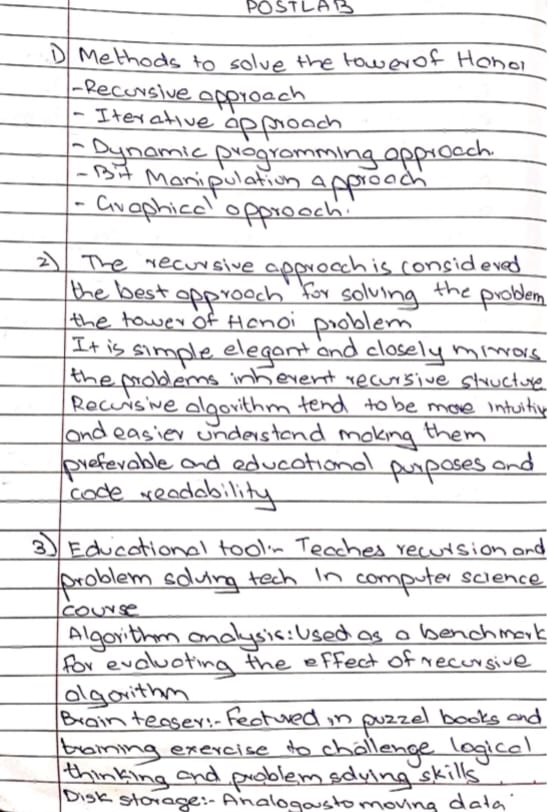 POSTLAB
1) Methods to solve the tower of Honoi
- Recursive approach
- Iterative approach
- Dynamic programming approach.
- Bit Manipulation approach
- Graphical approach.
2) The recursive approach is considered
the best approach for solving the problem
the tower of Hanoi problem
It is simple elegant and closely mirrors
the problems inherent recursive structure
Recursive algorithm tend to be more intuitiv
and easier understand making them
preferable and educational purposes and
code readability
3) Educational tool:- Teaches recursion and
problem solving tech In computer science
course
Algorithm analysis: Used as a benchmark
for evaluating the effect of recursive
algorithm
Brain teaser:- Featured in puzzel books and
training exercise to challenge logical
thinking and problem solving skills
Disk storage:- Analogous to moving data